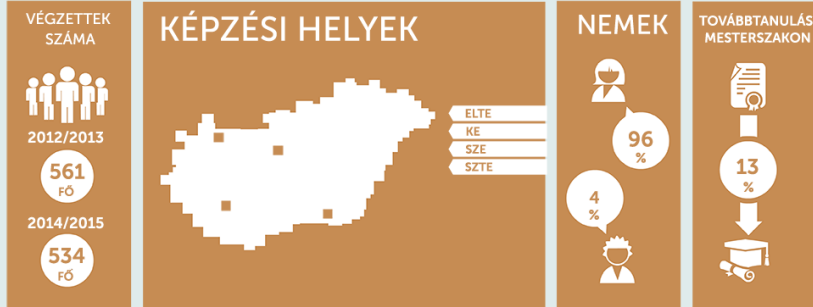 VÉGZETTEK
SZÁMA
2012/2013
561
FŐ
2014/2015
534
FŐ
KÉPZÉSI HELYEK
ELTE
KE
SZE
SZTE
NEMEK
96
%
4
%
TOVÁBBTANULÁS
MESTERSZAKON
13
%